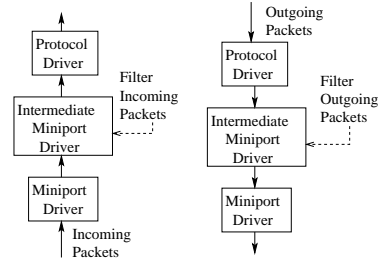 Protocol
Driver
Filter
Incoming
Packets
Intermediate
Miniport
Driver
Miniport
Driver
Incoming
Packets
Outgoing
Packets
Protocol
Driver
Filter
Outgoing
Packets
Intermediate
Miniport
Driver
Miniport
Driver